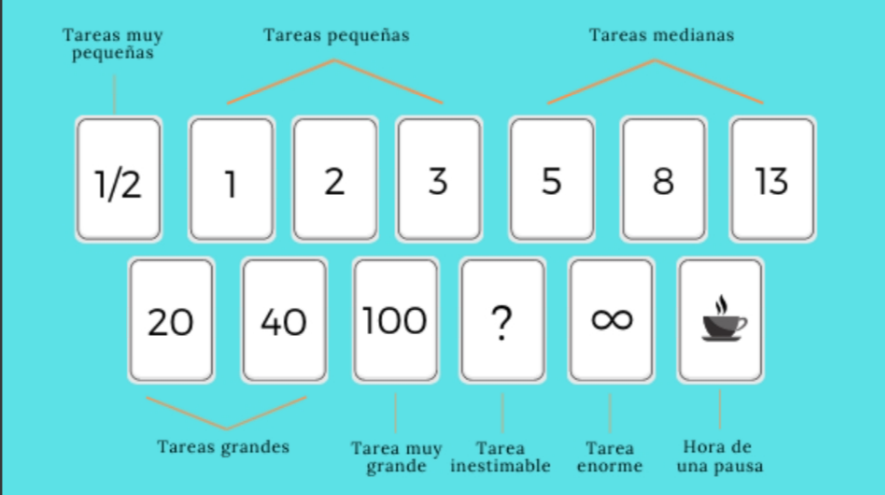 Tareas muy
pequeñas
Tareas pequeñas
Tareas medianas
1/2
1
2
3
5
8
13
20
40
100
?
∞
Tareas grandes
Tarea muy
grande
Tarea
inestimable
Tarea
enorme
Hora de
una pausa